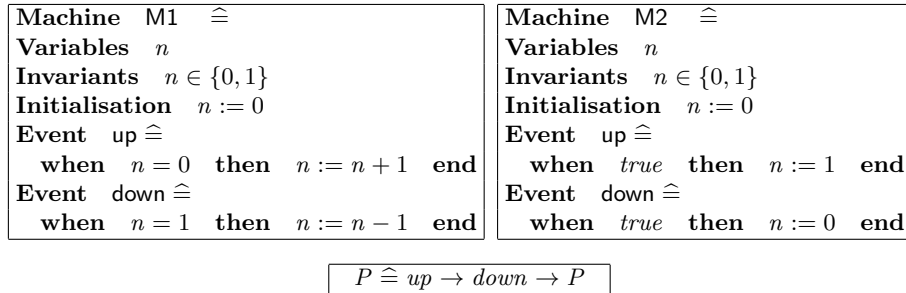 Machine M1 ≙
Variables n
Invariants n ∈ {0, 1}
Initialisation n := 0
Event up ≙
when n = 0 then n := n + 1 end
Event down ≙
when n = 1 then n := n − 1 end
Machine M2 ≙
Variables n
Invariants n ∈ {0, 1}
Initialisation n := 0
Event up ≙
when true then n := 1 end
Event down ≙
when true then n := 0 end
P ≙ up → down → P